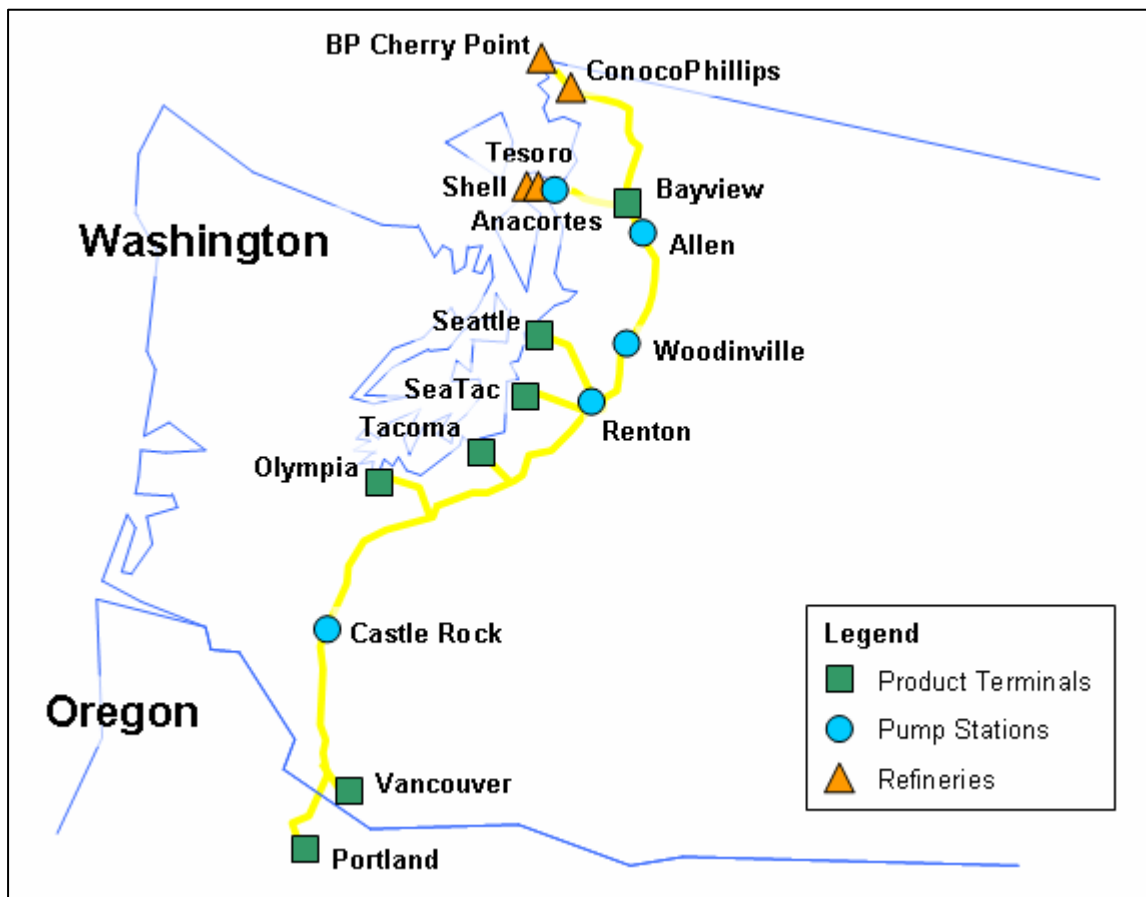 BP Cherry Point
ConocoPhillips
Tesoro
Shell
Anacortes
Bayview
Allen
Washington
Seattle
Woodinville
SeaTac
Renton
Tacoma
Olympia
Castle Rock
Oregon
Vancouver
Portland
Legend
Product Terminals
Pump Stations
Refineries